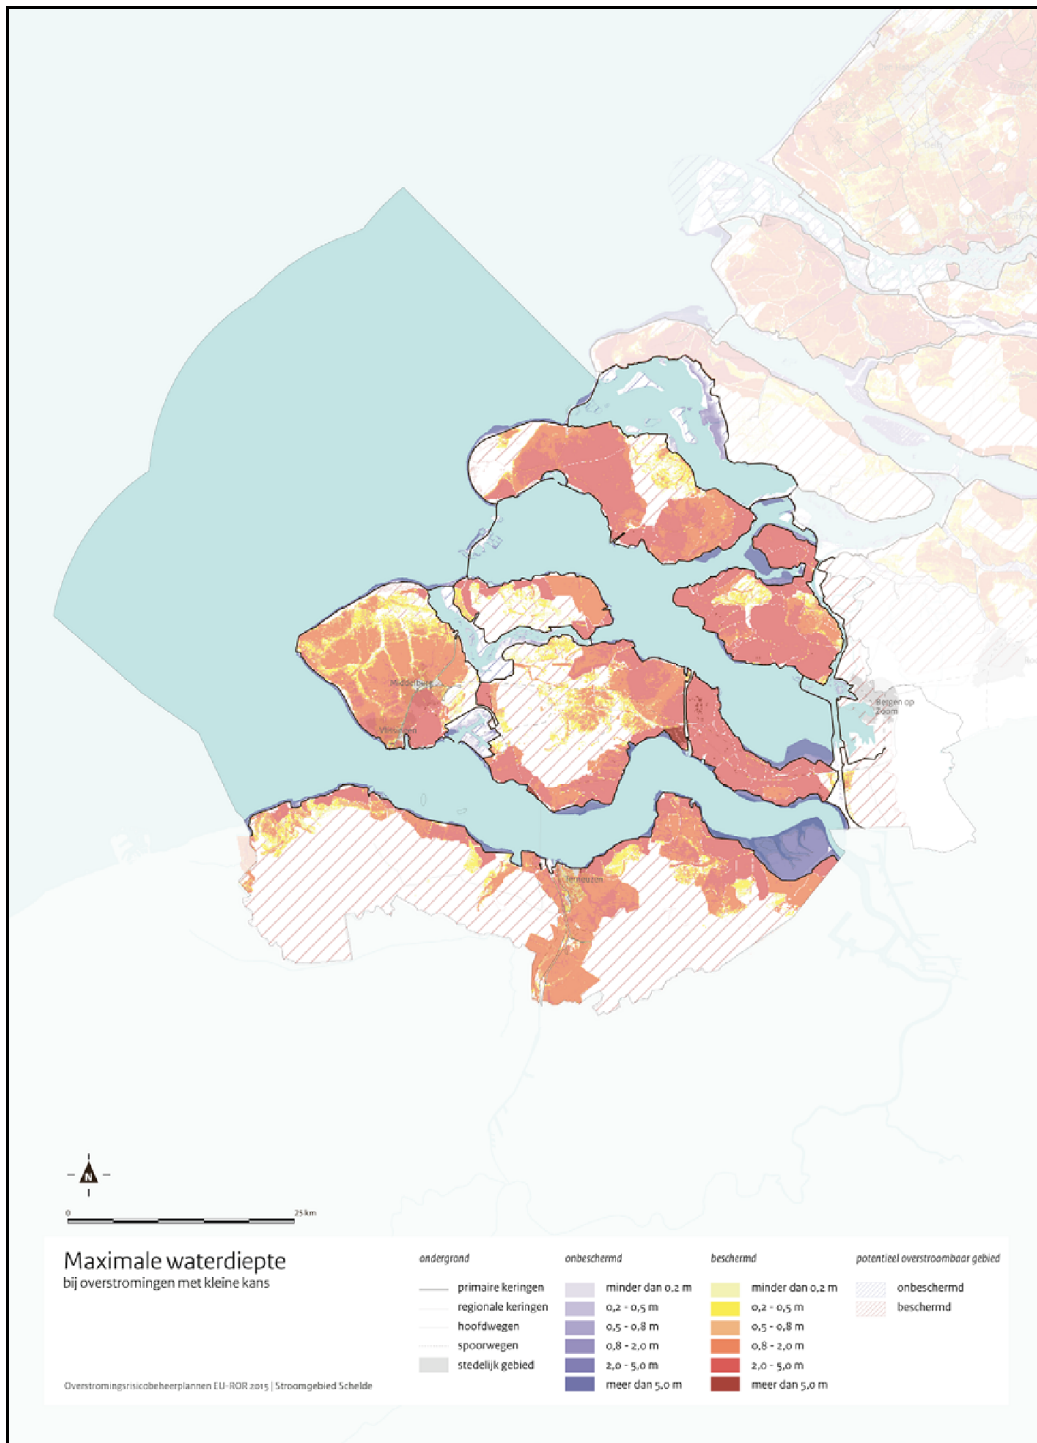 Delft
Middelburg
Vlissingen
Bergen op
Zoom
Terneuzen
N
0
25 km
Maximale waterdiepte
bij overstromingen met kleine kans
Overstromingsrisicobeheerplannen EU-ROR 2015 | Stroomgebied Schelde
ondergrond
primaire keringen
regionale keringen
hoofdwegen
spoorwegen
stedelijk gebied
onbeschermd
minder dan 0,2 m
0,2 - 0,5 m
0,5 - 0,8 m
0,8 - 2,0 m
2,0 - 5,0 m
meer dan 5,0 m
beschermd
minder dan 0,2 m
0,2 - 0,5 m
0,5 - 0,8 m
0,8 - 2,0 m
2,0 - 5,0 m
meer dan 5,0 m
potentieel overstroombaar gebied
onbeschermd
beschermd